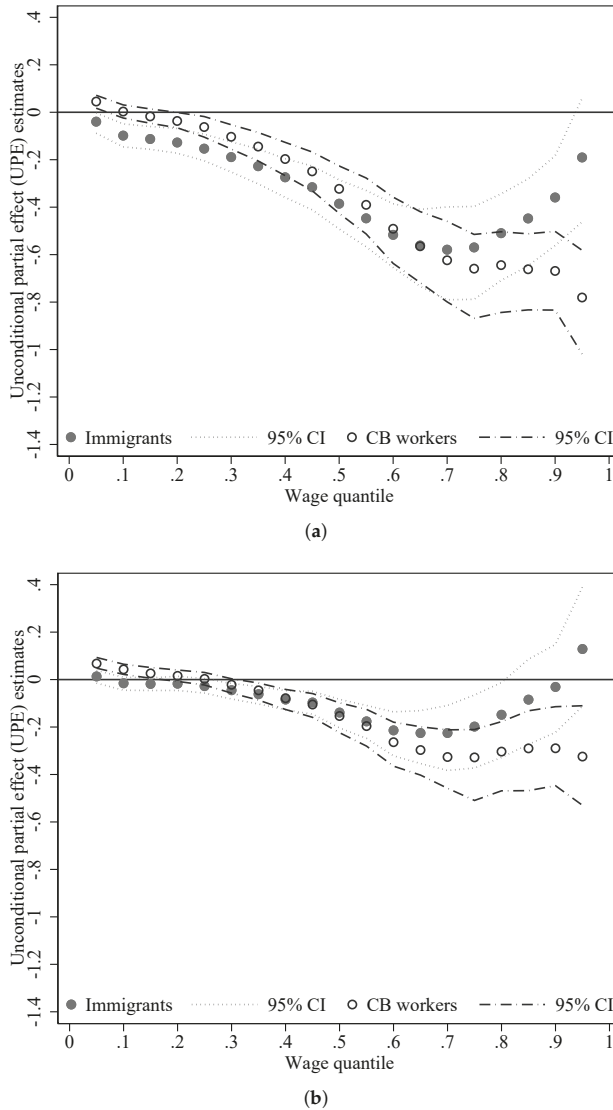 Unconditional partial effect (UPE) estimates
.4
.2
0
-.2
-.4
-.6
-.8
-1
-1.2
-1.4
Immigrants 95% CI CB workers 95% CI
0 .1 .2 .3 .4 .5 .6 .7 .8 .9 1
Wage quantile
(a)
Unconditional partial effect (UPE) estimates
.4
.2
0
-.2
-.4
-.6
-.8
-1
-1.2
-1.4
Immigrants 95% CI CB workers 95% CI
0 .1 .2 .3 .4 .5 .6 .7 .8 .9 1
Wage quantile
(b)